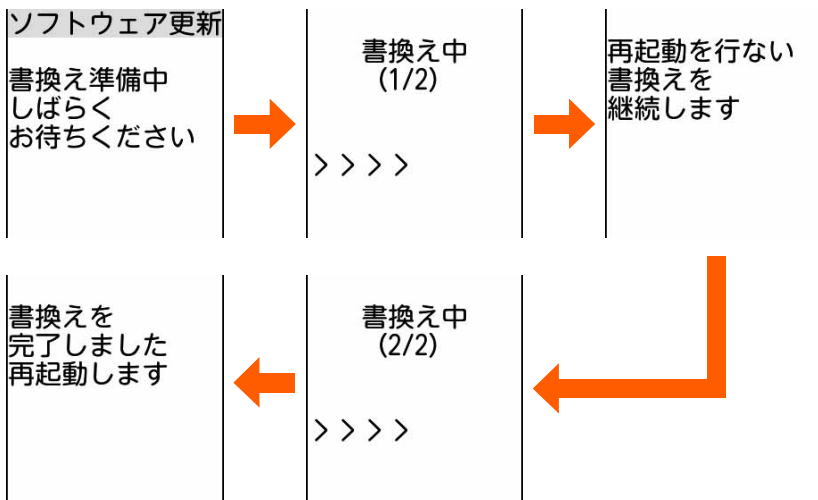 ソフトウェア更新
書換え準備中
しばらく
お待ちください
書換え中
(1/2)
>>>>
再起動を行ない
書換えを
継続します
書換え中
(2/2)
>>>>
書換えを
完了しました
再起動します